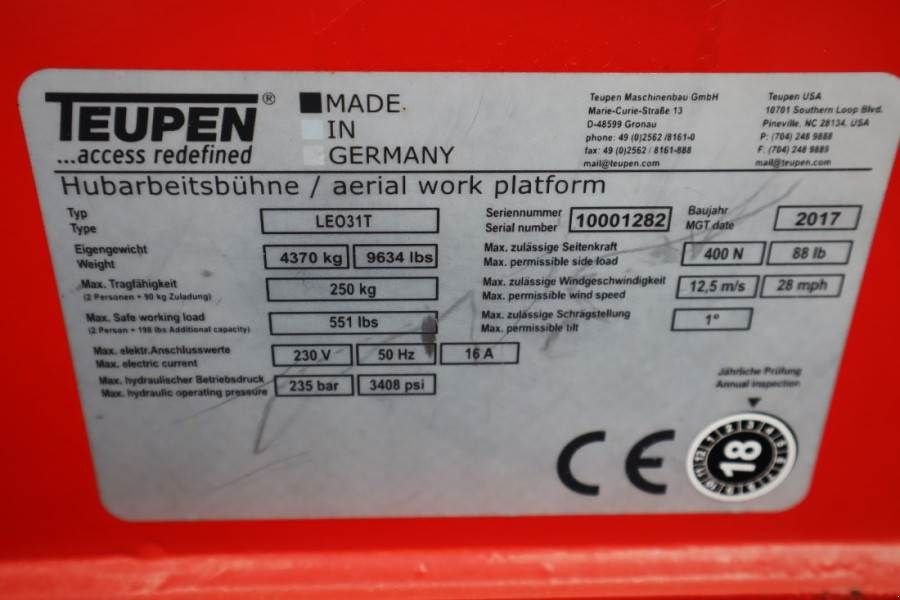 TEUPEN®
...access redefined
MADE
IN
GERMANY
Teupen Maschinenbau GmbH
Marie-Curie-Straße 13
D-48599 Gronau
phone: 49 (0)2562 /8161-0
fax: 49 (0)2562 / 8161-888
mail@teupen.com
Teupen USA
10701 Southern Loop Blvd.
Pineville, NC 28134, USA
P: (704) 248 9888
F: (704) 248 9889
mail@teupen.com
Hubarbeitsbühne / aerial work platform
Typ
Type
LEO31T
Seriennummer
Serial number
10001282
Baujahr
MGT date
2017
Eigengewicht
Weight
4370 kg
9634 lbs
Max. zulässige Seitenkraft
Max. permissible side load
400 N
88 lb
Max. Tragfähigkeit
(2 Personen + 90 kg Zuladung)
250 kg
Max. zulässige Windgeschwindigkeit
Max. permissible wind speed
12,5 m/s
28 mph
Max. Safe working load
(2 Person + 198 lbs Additional capacity)
551 lbs
Max. zulässige Schrägstellung
Max. permissible tilt
1°
Max. elektr.Anschlusswerte
Max. electric current
230 V
50 Hz
16 A
Max. hydraulischer Betriebsdruck
Max. hydraulic operating pressure
235 bar
3408 psi
Jährliche Prüfung
Annual inspection
CE
18